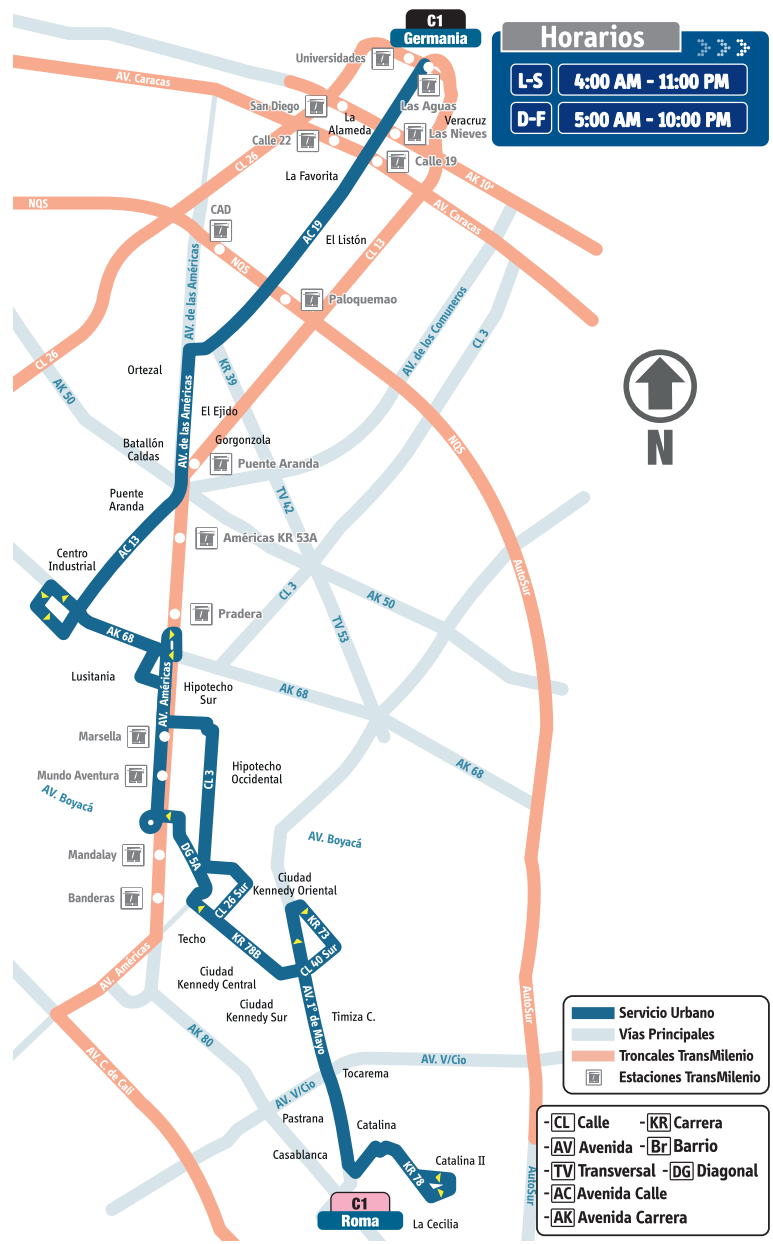 C1
Germania
Horarios
L-S
4:00 AM - 11:00 PM
D-F
5:00 AM - 10:00 PM
Universidades
AV. Caracas
San Diego
La
Alameda
Las Aguas
Veracruz
Las Nieves
Calle 22
Calle 19
CL 26
La Favorita
AK 10ª
NQS
CAD
AV. Caracas
AC 19
El Listón
CL 13
NQS
AV. de las Américas
Paloquemao
AV. de los Comuneros
CL 3
CL 26
Ortezal
KR 39
AK 50
AV. de las Américas
El Ejido
Gorgonzola
Batallón
Caldas
NQS
Puente Aranda
Puente
Aranda
TV 42
AC 13
Américas KR 53A
Centro
Industrial
AutoSur
CL 3
AK 50
Pradera
TV 53
AK 68
Lusitania
AV. Américas
Hipotecho
Sur
AK 68
Marsella
CL 3
Hipotecho
Occidental
Mundo Aventura
AK 68
AV. Boyacá
AV. Boyacá
Mandalay
DG 5A
Banderas
CL 26 Sur
Ciudad
Kennedy Oriental
KR 73
Techo
KR 78B
CL 40 Sur
AV. Américas
Ciudad
Kennedy Central
Ciudad
Kennedy Sur
AV. 1° de Mayo
Timiza C.
AutoSur
AK 80
AV. C. de Cali
AV. V/Cio
Tocarema
AV. V/Cio
Pastrana
Catalina
Casablanca
KR 78
Catalina II
AutoSur
C1
Roma
La Cecilia
N
Servicio Urbano
Vías Principales
Troncales TransMilenio
Estaciones TransMilenio
-CL Calle -KR Carrera
-AV Avenida -Br Barrio
-TV Transversal -DG Diagonal
-AC Avenida Calle
-AK Avenida Carrera